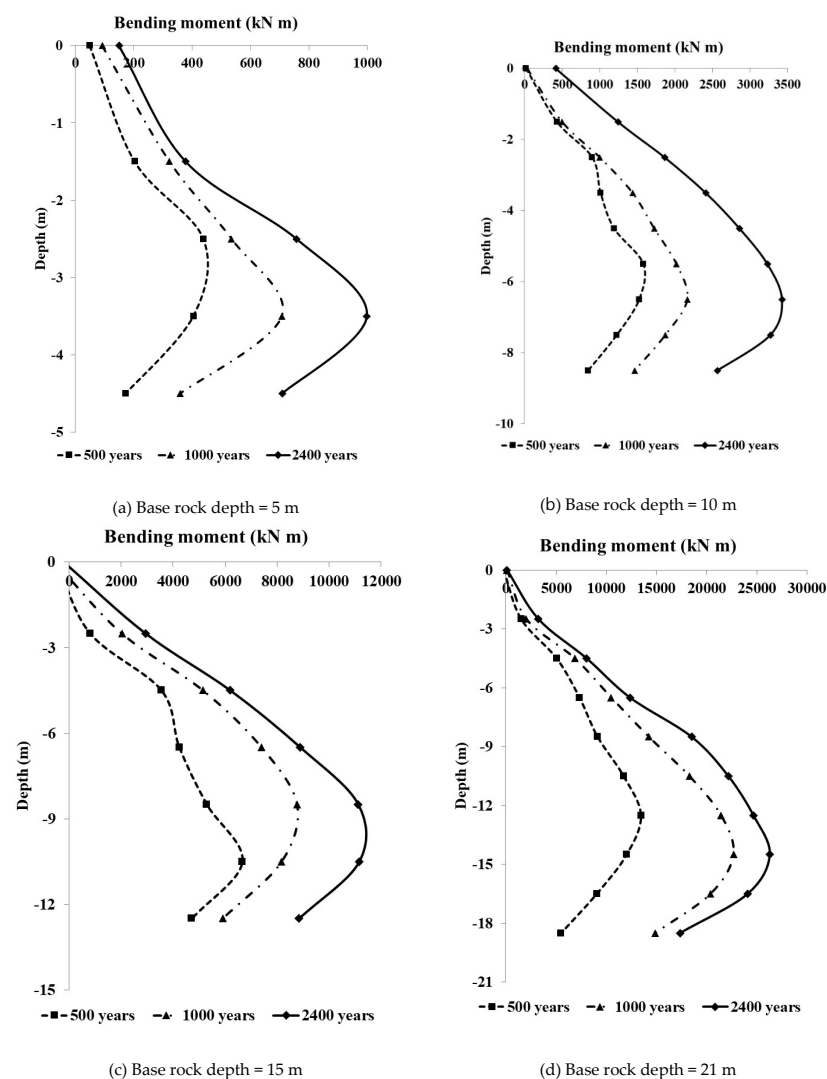 Bending moment (kN m)
0 200 400 600 800 1000
0
-1
-2
-3
-4
-5
Depth (m)
500 years 1000 years 2400 years
(a) Base rock depth = 5 m
Bending moment (kN m)
0 500 1000 1500 2000 2500 3000 3500
0
-2
-4
-6
-8
-10
Depth (m)
500 years 1000 years 2400 years
(b) Base rock depth = 10 m
Bending moment (kN m)
0 2000 4000 6000 8000 10000 12000
0
-3
-6
-9
-12
-15
Depth (m)
500 years 1000 years 2400 years
(c) Base rock depth = 15 m
Bending moment (kN m)
0 5000 10000 15000 20000 25000 30000
0
-3
-6
-9
-12
-15
-18
-21
Depth (m)
500 years 1000 years 2400 years
(d) Base rock depth = 21 m